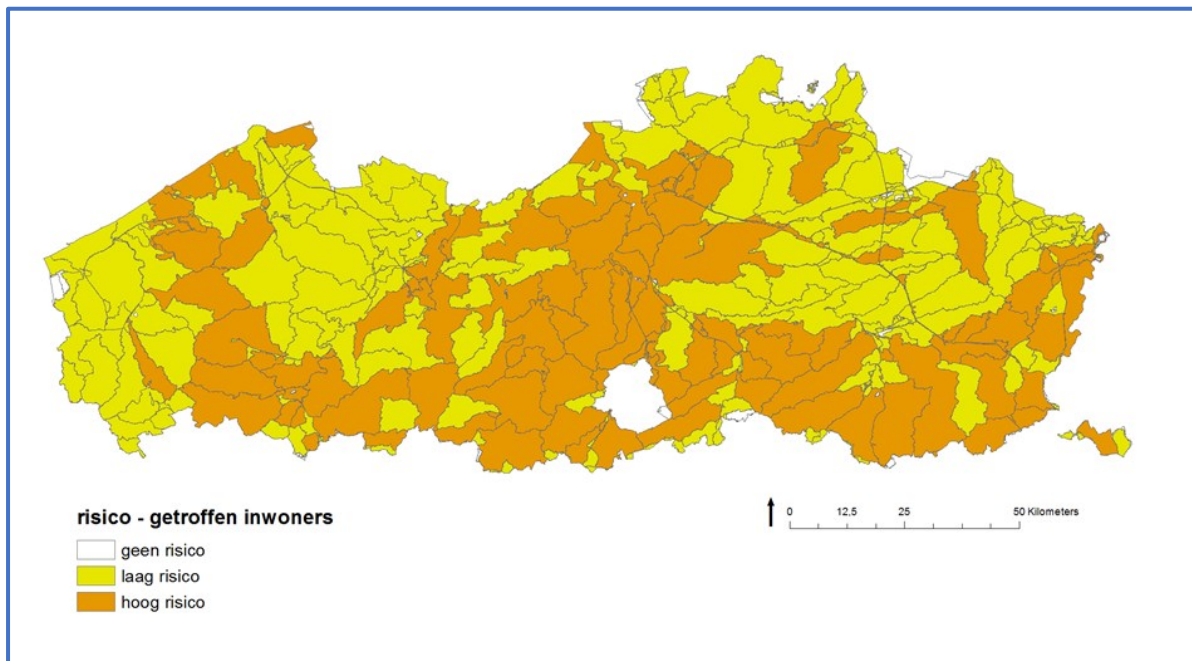 risico - getroffen inwoners
geen risico
laag risico
hoog risico
0 12,5 25 50 Kilometers